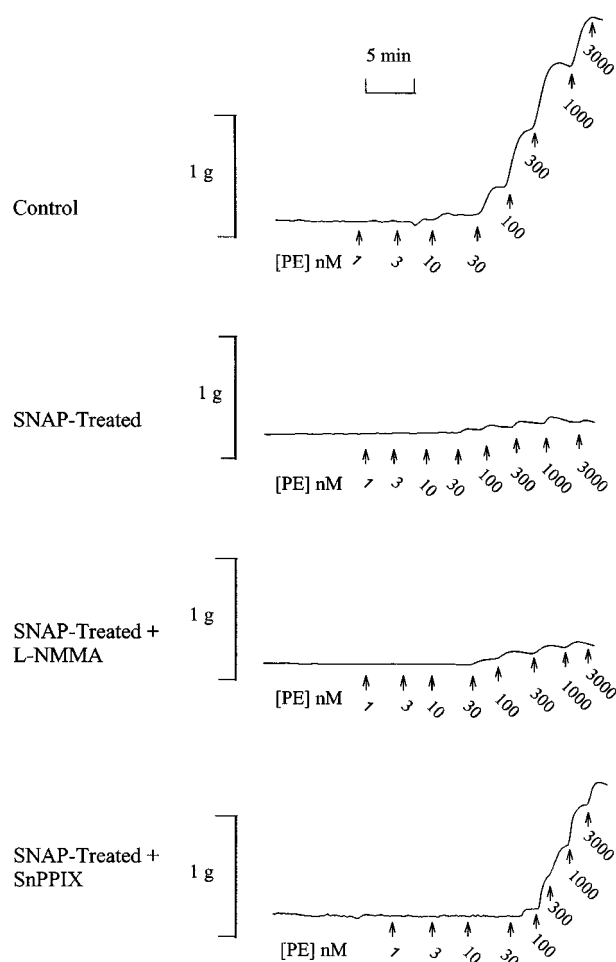 5 min
3000
1000
300
100
1 g
Control
[PE] nM 1 3 10 30
1 g
SNAP-Treated
[PE] nM 1 3 10 30 100 300 1000 3000
1 g
SNAP-Treated +
L-NMMA
[PE] nM 1 3 10 30 100 300 1000 3000
1 g
SNAP-Treated +
SnPPIX
3000
1000
300
100
[PE] nM 1 3 10 30